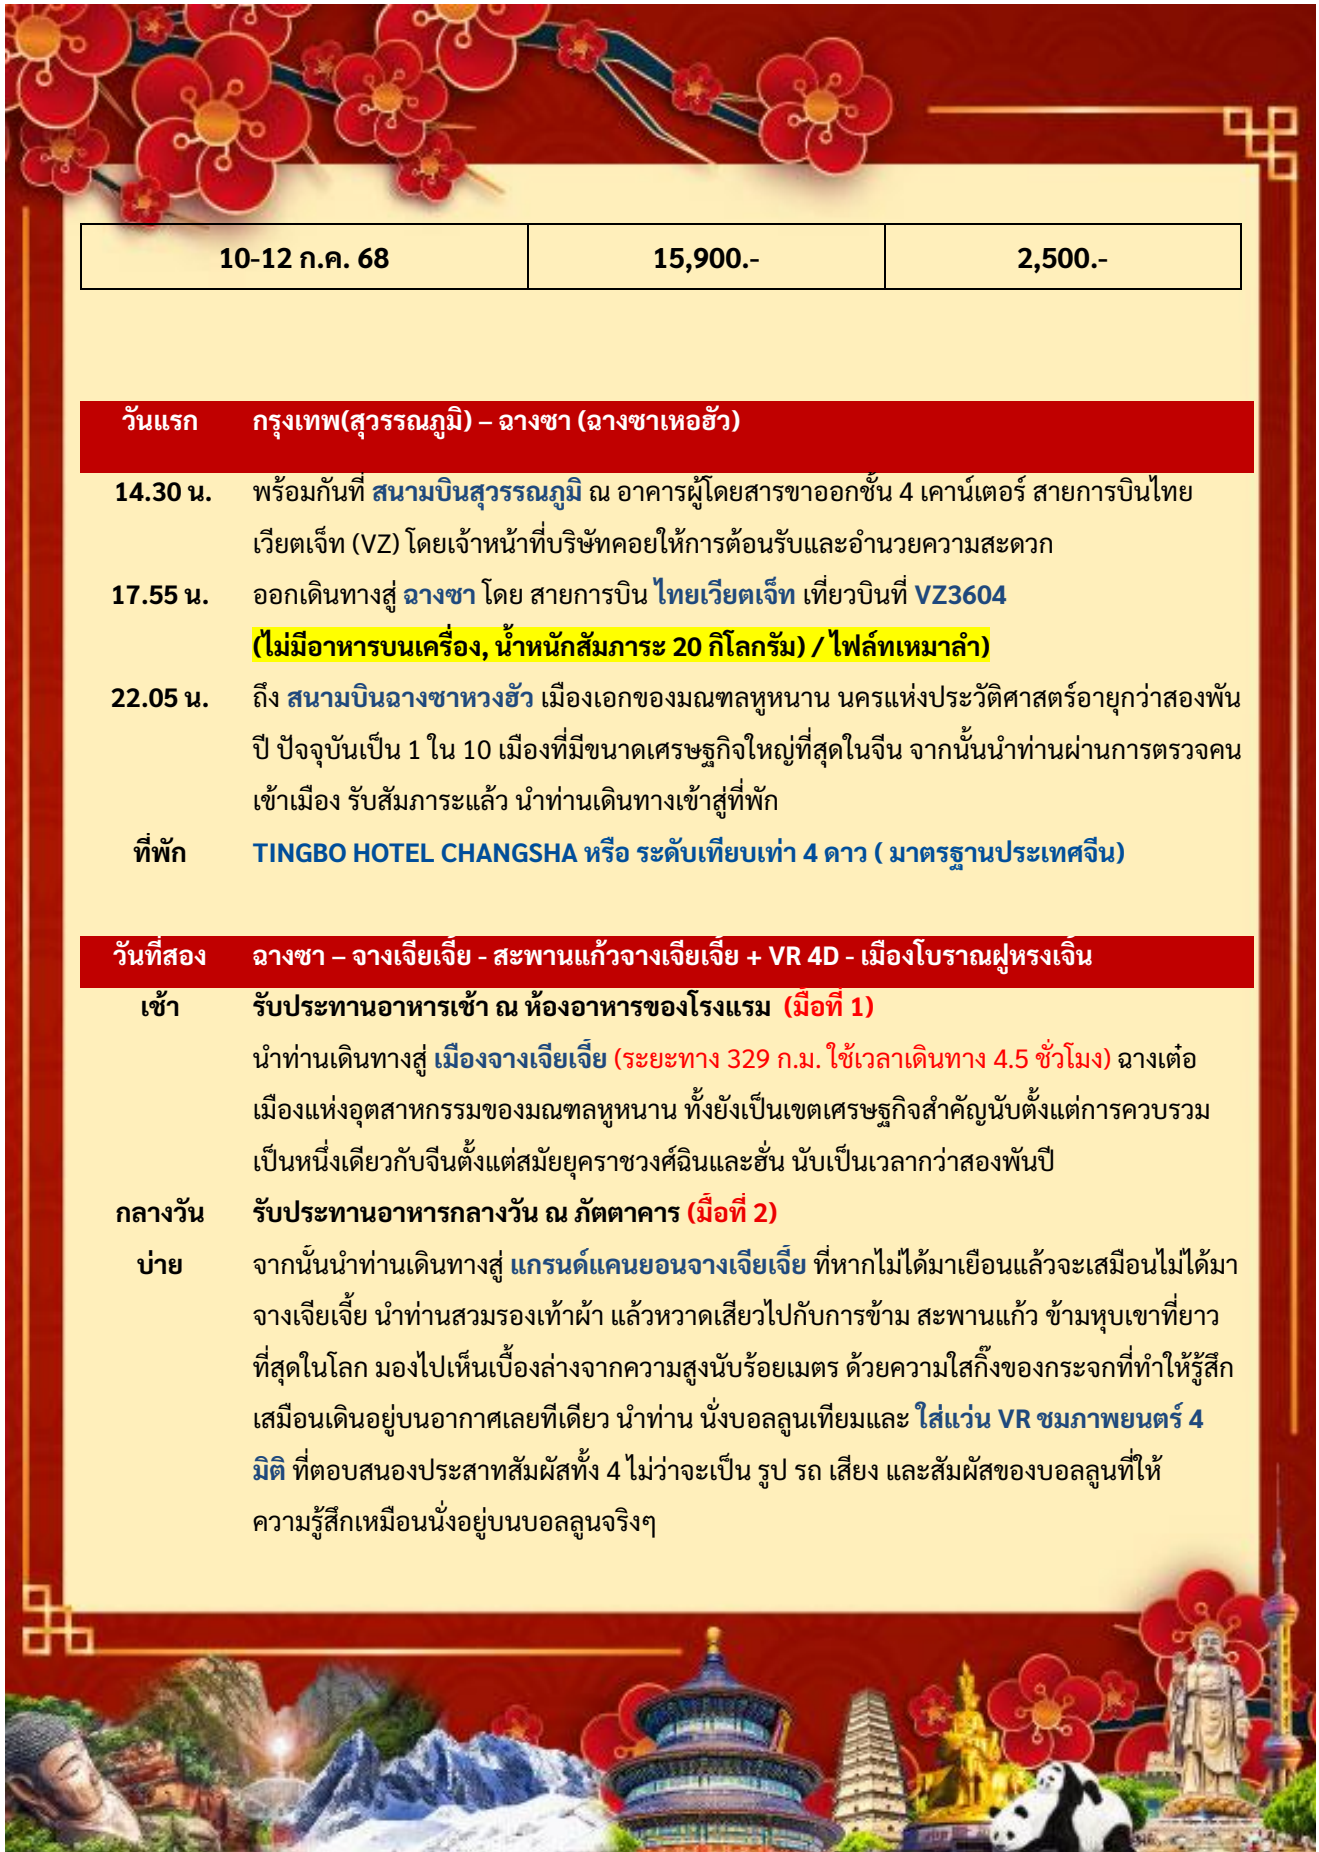 10-12 ก.ค. 68 15,900.- 2,500.-
วันแรก กรุงเทพ(สุวรรณภูมิ) – ฉางซา (ฉางซาเหอฮัว)
14.30 น. พร้อมกันที่ สนามบินสุวรรณภูมิ ณ อาคารผู้โดยสารขาออกชั้น 4 เคาน์เตอร์ สายการบินไทย
เวียตเจ็ท (VZ) โดยเจ้าหน้าที่บริษัทคอยให้การต้อนรับและอำนวยความสะดวก
17.55 น. ออกเดินทางสู่ ฉางซา โดย สายการบิน ไทยเวียตเจ็ท เที่ยวบินที่ VZ3604
(ไม่มีอาหารบนเครื่อง, น้ำหนักสัมภาระ 20 กิโลกรัม) / ไฟล์ทเหมาลำ)
22.05 น. ถึง สนามบินฉางซาหวงฮัว เมืองเอกของมณฑลหูหนาน นครแห่งประวัติศาสตร์อายุกว่าสองพัน
ปี ปัจจุบันเป็น 1 ใน 10 เมืองที่มีขนาดเศรษฐกิจใหญ่ที่สุดในจีน จากนั้นนำท่านผ่านการตรวจคน
เข้าเมือง รับสัมภาระแล้ว นำท่านเดินทางเข้าสู่ที่พัก
ที่พัก TINGBO HOTEL CHANGSHA หรือ ระดับเทียบเท่า 4 ดาว ( มาตรฐานประเทศจีน)
วันที่สอง ฉางซา – จางเจียเจี้ย - สะพานแก้วจางเจียเจี้ย + VR 4D - เมืองโบราณฝูหรงเจิ้น
เช้า รับประทานอาหารเช้า ณ ห้องอาหารของโรงแรม (มื้อที่ 1)
นำท่านเดินทางสู่ เมืองจางเจียเจี้ย (ระยะทาง 329 ก.ม. ใช้เวลาเดินทาง 4.5 ชั่วโมง) ฉางเต๋อ
เมืองแห่งอุตสาหกรรมของมณฑลหูหนาน ทั้งยังเป็นเขตเศรษฐกิจสำคัญนับตั้งแต่การควบรวม
เป็นหนึ่งเดียวกับจีนตั้งแต่สมัยยุคราชวงศ์ฉินและฮั่น นับเป็นเวลากว่าสองพันปี
กลางวัน รับประทานอาหารกลางวัน ณ ภัตตาคาร (มื้อที่ 2)
บ่าย จากนั้นนำท่านเดินทางสู่ แกรนด์แคนยอนจางเจียเจี้ย ที่หากไม่ได้มาเยือนแล้วจะเสมือนไม่ได้มา
จางเจียเจี้ย นำท่านสวมรองเท้าผ้า แล้วหวาดเสียวไปกับการข้าม สะพานแก้ว ข้ามหุบเขาที่ยาว
ที่สุดในโลก มองไปเห็นเบื้องล่างจากความสูงนับร้อยเมตร ด้วยความใสกิ๊งของกระจกที่ทำให้รู้สึก
เสมือนเดินอยู่บนอากาศเลยทีเดียว นำท่าน นั่งบอลลูนเทียมและ ใส่แว่น VR ชมภาพยนตร์ 4
มิติ ที่ตอบสนองประสาทสัมผัสทั้ง 4 ไม่ว่าจะเป็น รูป รถ เสียง และสัมผัสของบอลลูนที่ให้
ความรู้สึกเหมือนนั่งอยู่บนบอลลูนจริงๆ